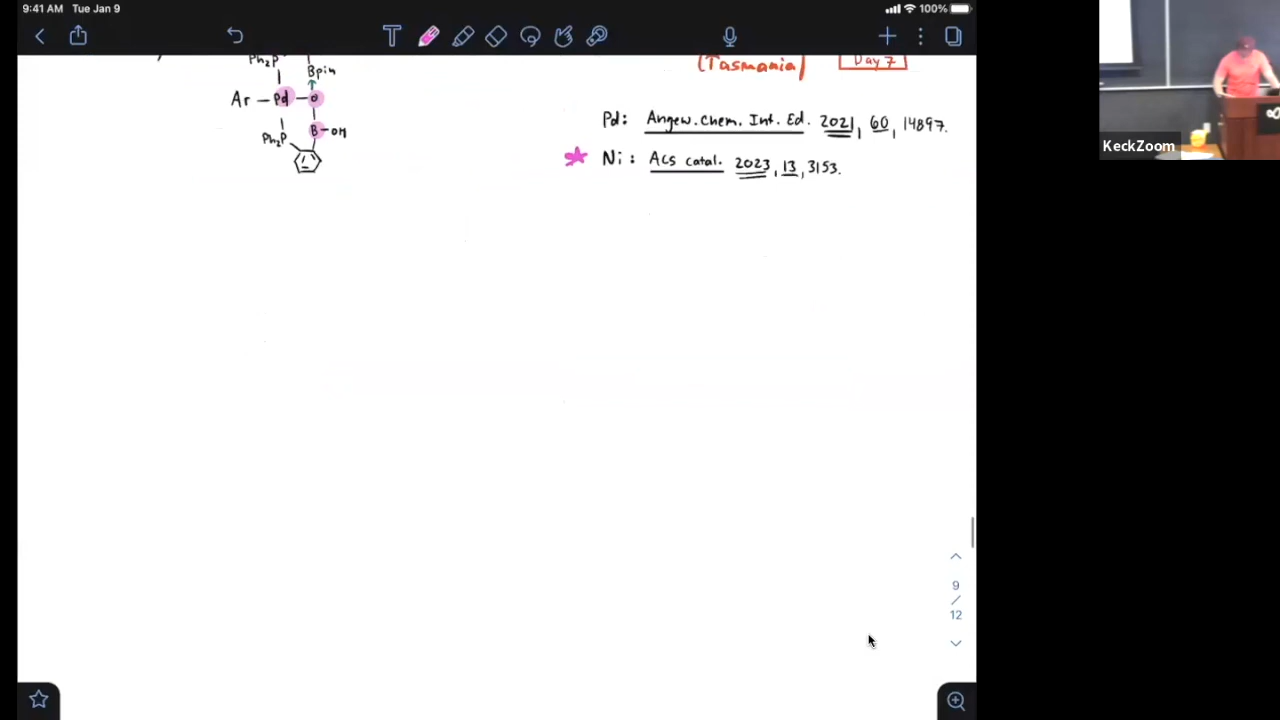 9:41 AM Tue Jan 9
100%
Ph₂P
Bpin
Ar — Pd — O
B — OH
Ph₂P
(Tasmania)
Day 7
Pd: Angew. Chem. Int. Ed. 2021, 60, 14897.
Ni: ACS catal. 2023, 13, 3153.
KeckZoom
9
/
12